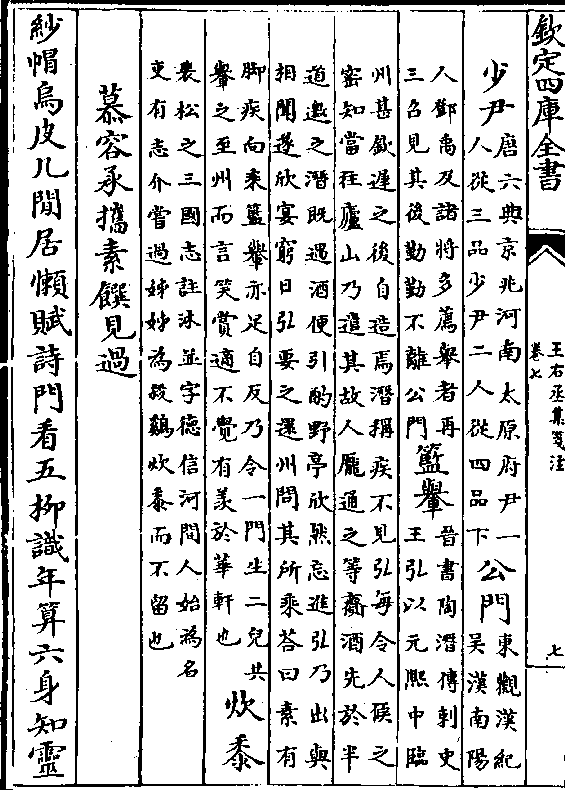 欽定四庫全書
王右丞集箋注
卷七
七
少尹
唐六典京兆河南太原府尹一
人從三品少尹二人從四品下
公門
東觀漢紀
吳漢南陽
人鄧禹及諸將多薦舉者再
三召見其後勤勤不離公門
籃轝
晉書陶潛傳刺史
王弘以元熙中臨
州甚欽遲之後自造焉潛稱疾不見弘每令人候之
密知當往廬山乃遣其故人龐通之等齎酒先於半
道邀之潛既遇酒便引酌野亭欣然忘進弘乃出與
相聞遂欣宴窮日弘要之還州問其所乘荅曰素有
脚疾向乘籃轝亦足自反乃令一門生二兒共
轝之至州而言笑賞適不覺有羡於華軒也
炊黍
裴松之三國志註沐並字德信河間人始為名
吏有志介嘗過姊姊為殺鷄炊黍而不留也
慕容承攜素饌見過
紗帽烏皮几閒居懶賦詩門看五柳識年算六身知靈